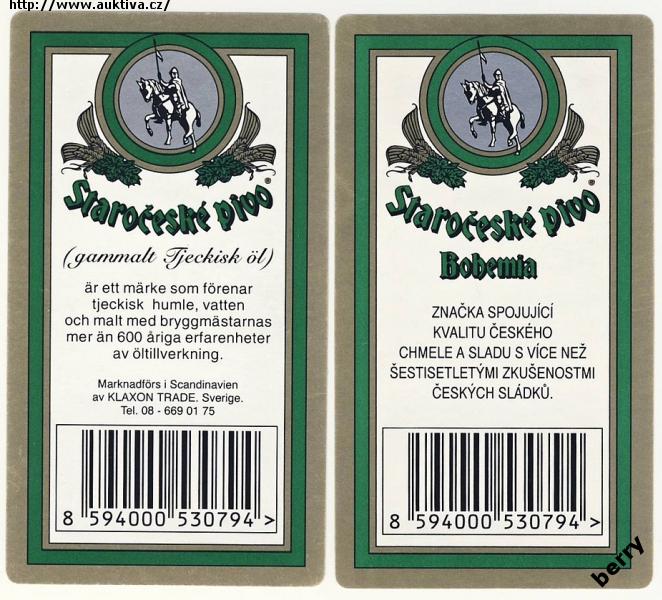 http://www.auktiva.cz/
Staročeské pivo ®
(gammalt Tjeckisk öl)
är ett märke som förenar
tjeckisk humle, vatten
och malt med bryggmästarnas
mer än 600 åriga erfarenheter
av öltillverkning.
Marknadförs i Scandinavien
av KLAXON TRADE. Sverige.
Tel. 08 - 669 01 75
8 594000 530794 >
Staročeské pivo ®
Bohemia
ZNAČKA SPOJUJÍCÍ
KVALITU ČESKÉHO
CHMELE A SLADU S VÍCE NEŽ
ŠESTISETLETÝMI ZKUŠENOSTMI
ČESKÝCH SLÁDKŮ.
8 594000 530794 >
berry